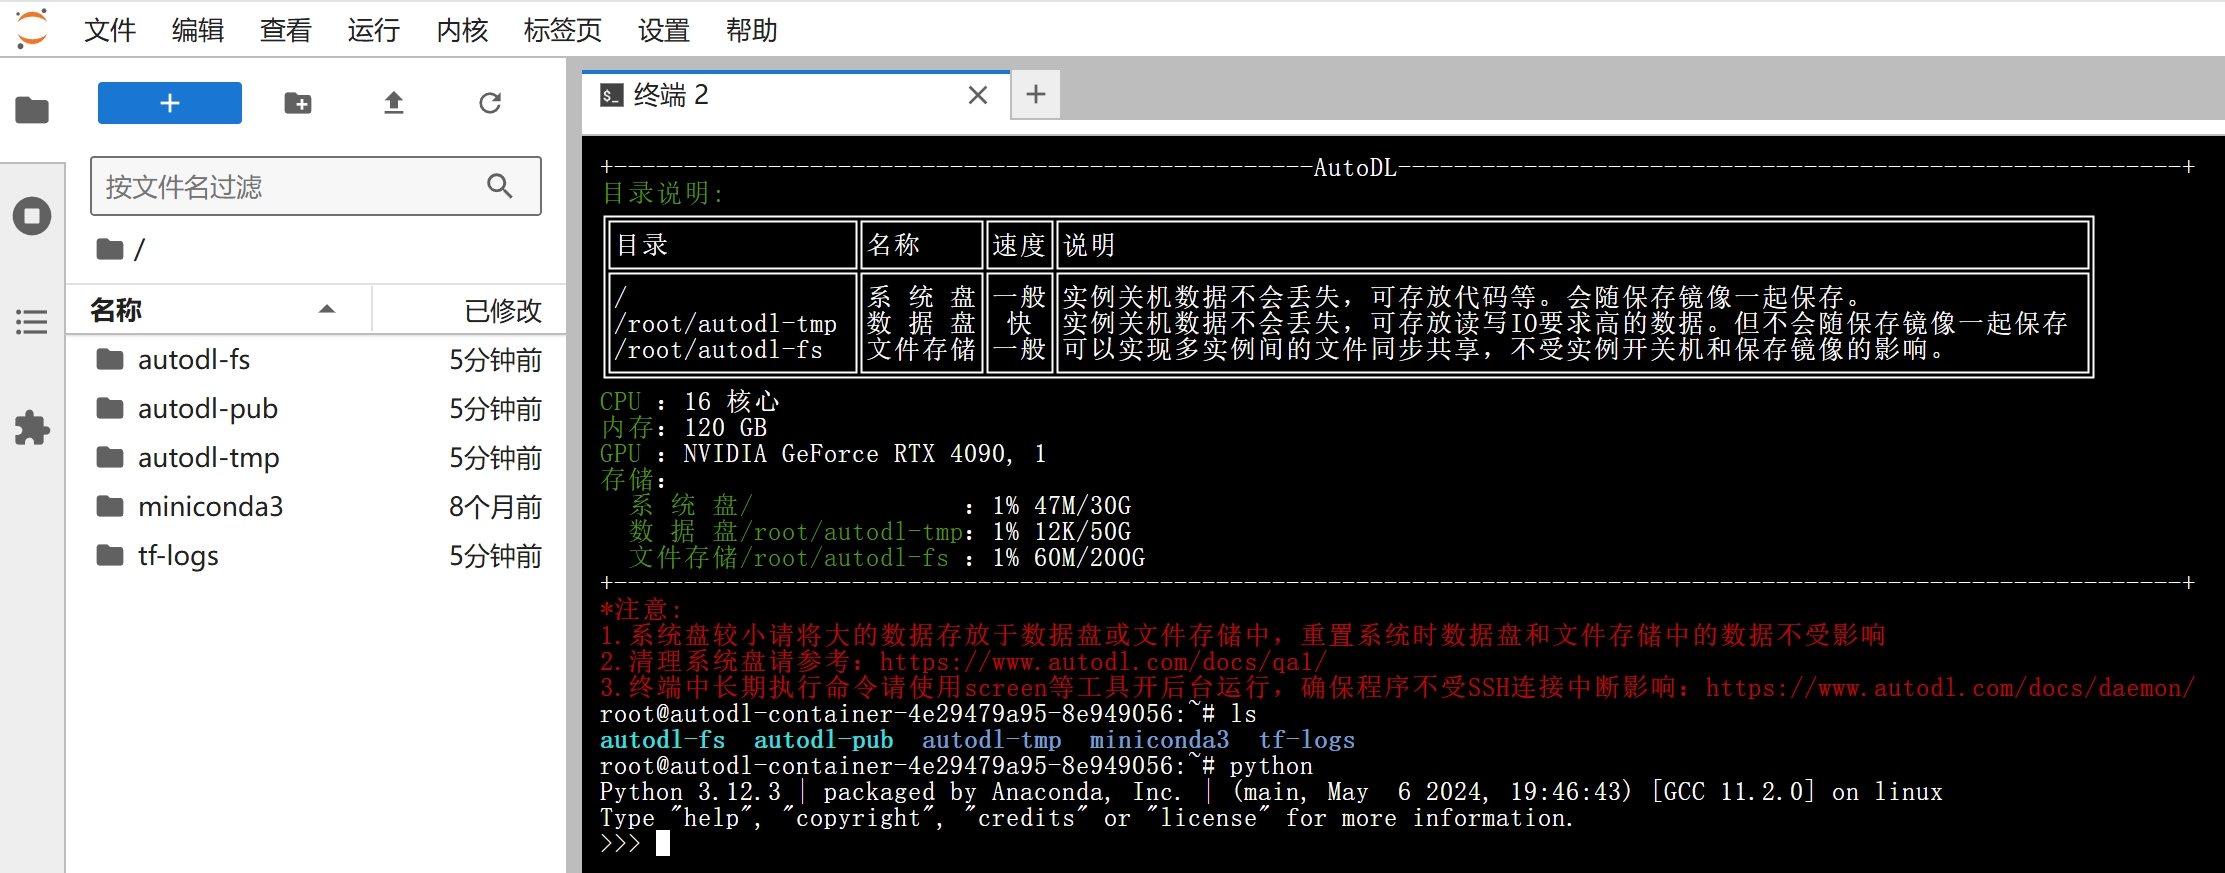 文件 编辑 查看 运行 内核 标签页 设置 帮助
按文件名过滤
/
名称 已修改
autodl-fs 5分钟前
autodl-pub 5分钟前
autodl-tmp 5分钟前
miniconda3 8个月前
tf-logs 5分钟前
终端 2
+--------------------------------------------------AutoDL--------------------------------------------------------+
目录说明:
目录 名称 速度 说明
/ 系 统 盘 一般 实例关机数据不会丢失，可存放代码等。会随保存镜像一起保存。
/root/autodl-tmp 数 据 盘 快 实例关机数据不会丢失，可存放读写IO要求高的数据。但不会随保存镜像一起保存
/root/autodl-fs 文件存储 一般 可以实现多实例间的文件同步共享，不受实例开关机和保存镜像的影响。
CPU ：16 核心
内存：120 GB
GPU ：NVIDIA GeForce RTX 4090, 1
存储：
系 统 盘/ ：1% 47M/30G
数 据 盘/root/autodl-tmp：1% 12K/50G
文件存储/root/autodl-fs ：1% 60M/200G
+----------------------------------------------------------------------------------------------------------------+
*注意:
1.系统盘较小请将大的数据存放于数据盘或文件存储中，重置系统时数据盘和文件存储中的数据不受影响
2.清理系统盘请参考：https://www.autodl.com/docs/qa1/
3.终端中长期执行命令请使用screen等工具开后台运行，确保程序不受SSH连接中断影响：https://www.autodl.com/docs/daemon/
root@autodl-container-4e29479a95-8e949056:~# ls
autodl-fs autodl-pub autodl-tmp miniconda3 tf-logs
root@autodl-container-4e29479a95-8e949056:~# python
Python 3.12.3 | packaged by Anaconda, Inc. | (main, May  6 2024, 19:46:43) [GCC 11.2.0] on linux
Type "help", "copyright", "credits" or "license" for more information.
>>>